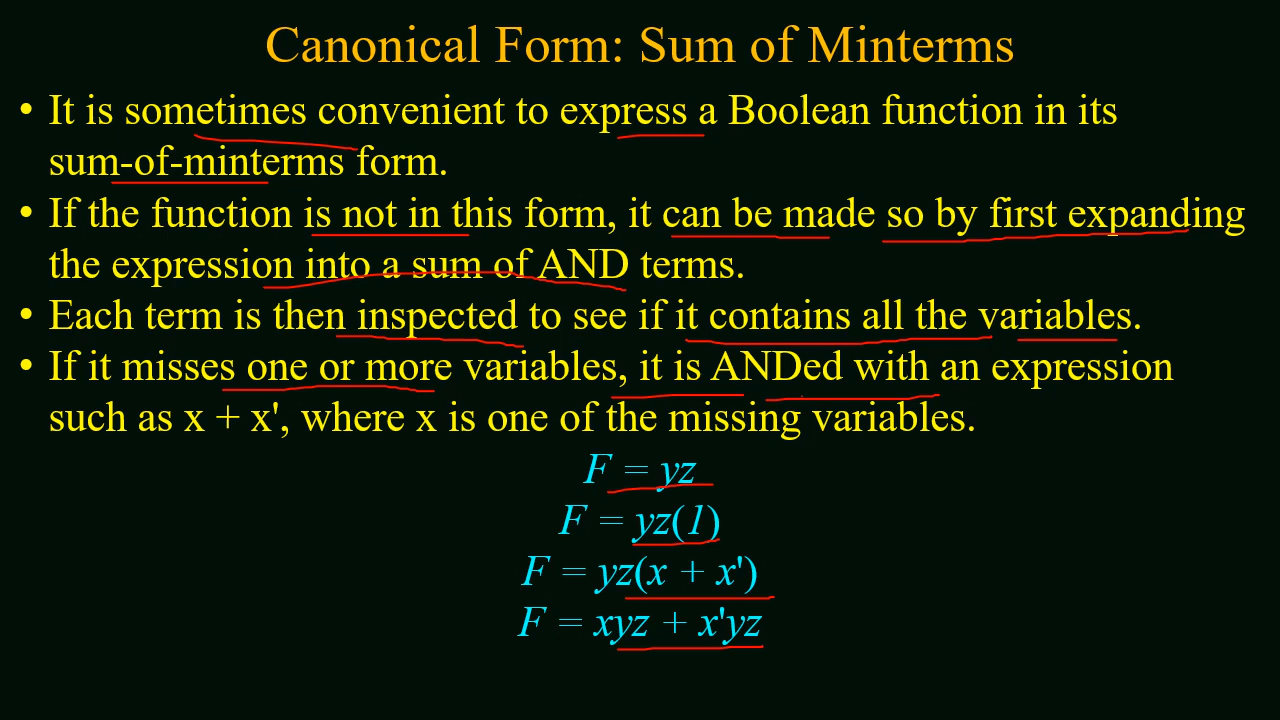 Canonical Form: Sum of Minterms
• It is sometimes convenient to express a Boolean function in its
sum-of-minterms form.
• If the function is not in this form, it can be made so by first expanding
the expression into a sum of AND terms.
• Each term is then inspected to see if it contains all the variables.
• If it misses one or more variables, it is ANDed with an expression
such as x + x', where x is one of the missing variables.
F = yz
F = yz(1)
F = yz(x + x')
F = xyz + x'yz